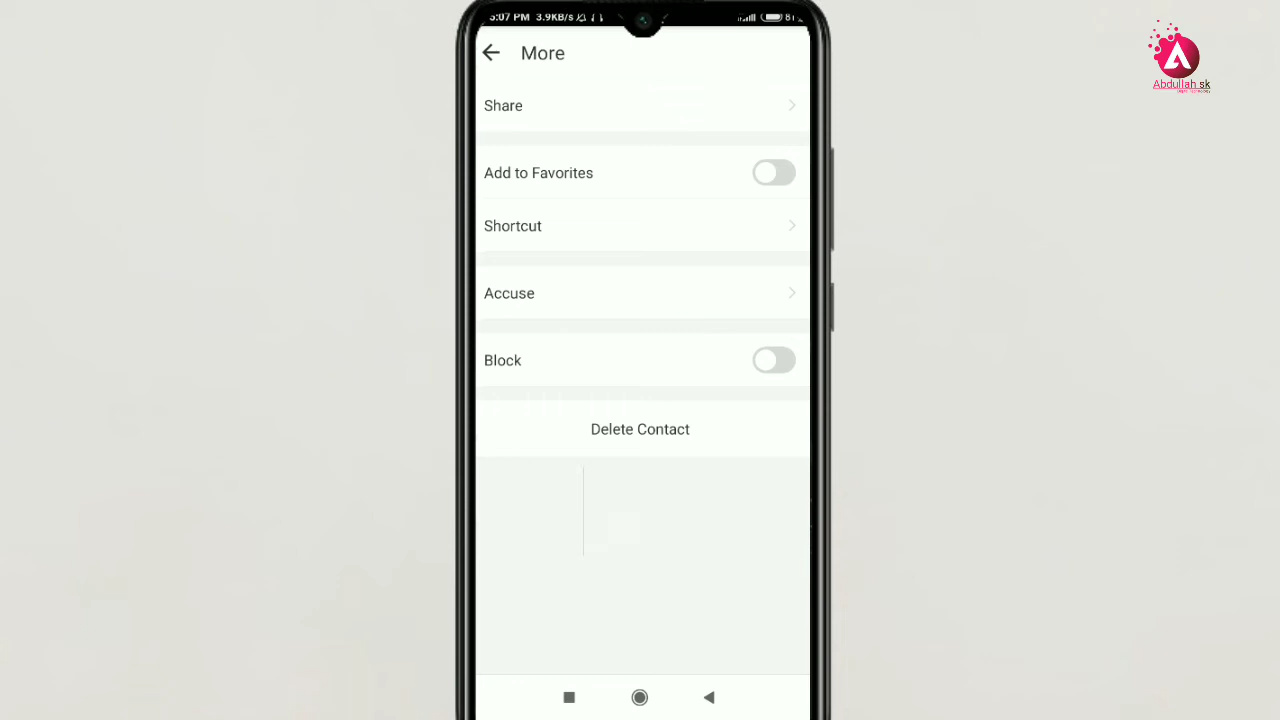 5:07 PM 3.9KB/s
More
Share
Add to Favorites
Shortcut
Accuse
Block
Delete Contact
A
Abdullah sk